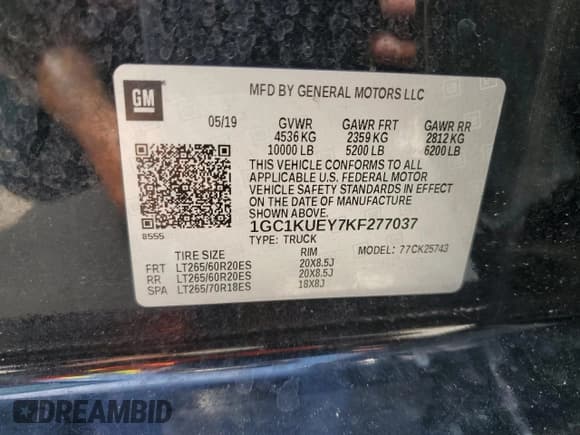 GM
MFD BY GENERAL MOTORS LLC
05/19 GVWR GAWR FRT GAWR RR
4536 KG 2359 KG 2812 KG
10000 LB 5200 LB 6200 LB
THIS VEHICLE CONFORMS TO ALL
APPLICABLE U.S. FEDERAL MOTOR
VEHICLE SAFETY STANDARDS IN EFFECT
ON THE DATE OF MANUFACTURE
SHOWN ABOVE.
8555 1GC1KUEY7KF277037
TYPE: TRUCK MODEL: 77CK25743
TIRE SIZE RIM
FRT LT265/60R20ES 20X8.5J
RR LT265/60R20ES 20X8.5J
SPA LT265/70R18ES 18X8J
DREAMBID